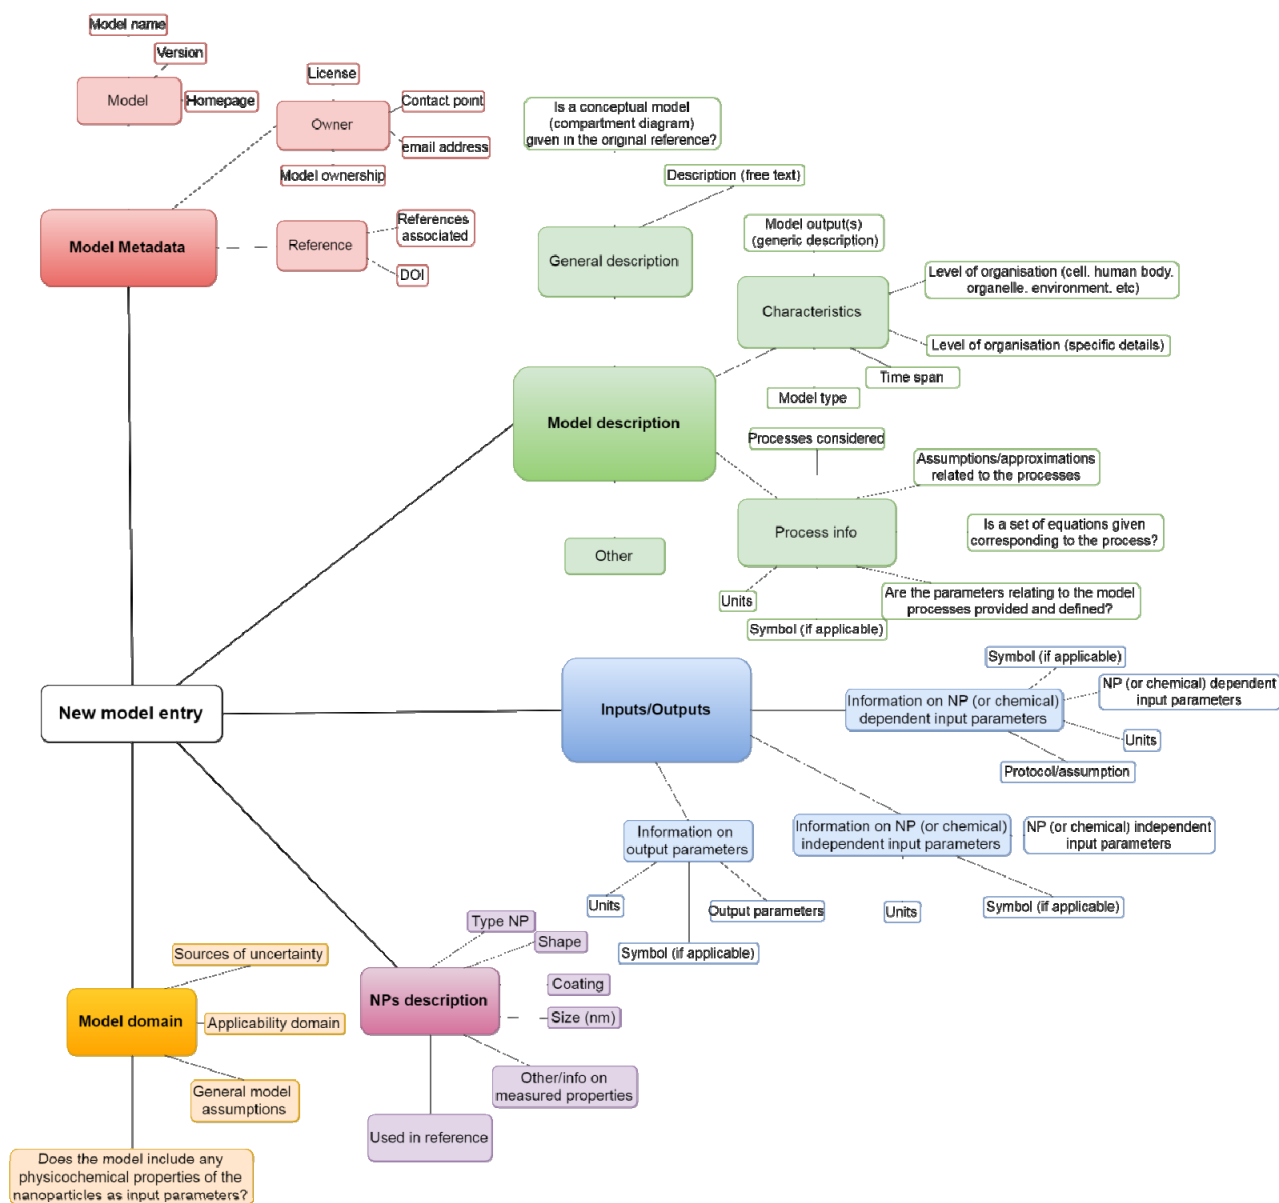 Model name
Version
Model
Homepage
License
Contact point
Owner
email address
Model ownership
Model Metadata
Reference
References
associated
DOI
Is a conceptual model
(compartment diagram)
given in the original reference?
Description (free text)
General description
Model output(s)
(generic description)
Level of organisation (cell. human body.
organelle. environment. etc)
Characteristics
Level of organisation (specific details)
Time span
Model type
Model description
Processes considered
Assumptions/approximations
related to the processes
Process info
Is a set of equations given
corresponding to the process?
Other
Units
Are the parameters relating to the model
processes provided and defined?
Symbol (if applicable)
New model entry
Inputs/Outputs
Symbol (if applicable)
Information on NP (or chemical)
dependent input parameters
NP (or chemical) dependent
input parameters
Units
Protocol/assumption
Information on
output parameters
Information on NP (or chemical)
independent input parameters
NP (or chemical) independent
input parameters
Units
Output parameters
Symbol (if applicable)
Units
Symbol (if applicable)
Type NP
Shape
Coating
NPs description
Size (nm)
Other/info on
measured properties
Used in reference
Sources of uncertainty
Model domain
Applicability domain
General model
assumptions
Does the model include any
physicochemical properties of the
nanoparticles as input parameters?